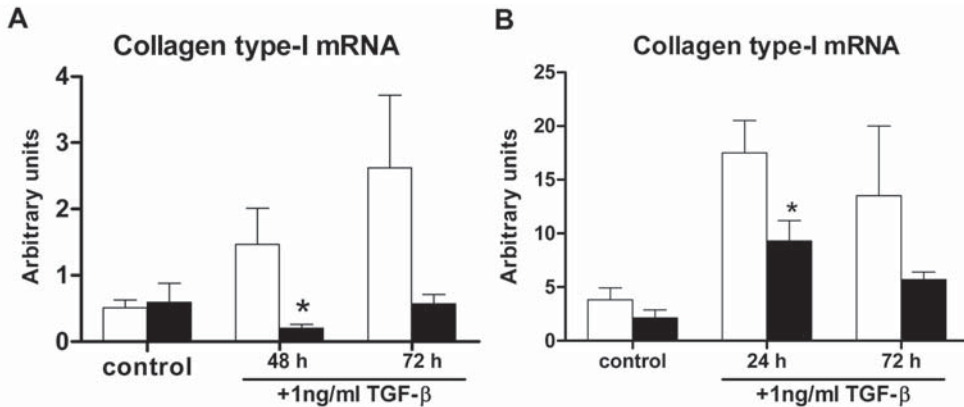 A
Collagen type-I mRNA
Arbitrary units
4
3
2
1
0
*
control
48 h
72 h
+1ng/ml TGF-β
B
Collagen type-I mRNA
Arbitrary units
25
20
15
10
5
0
*
control
24 h
72 h
+1ng/ml TGF-β